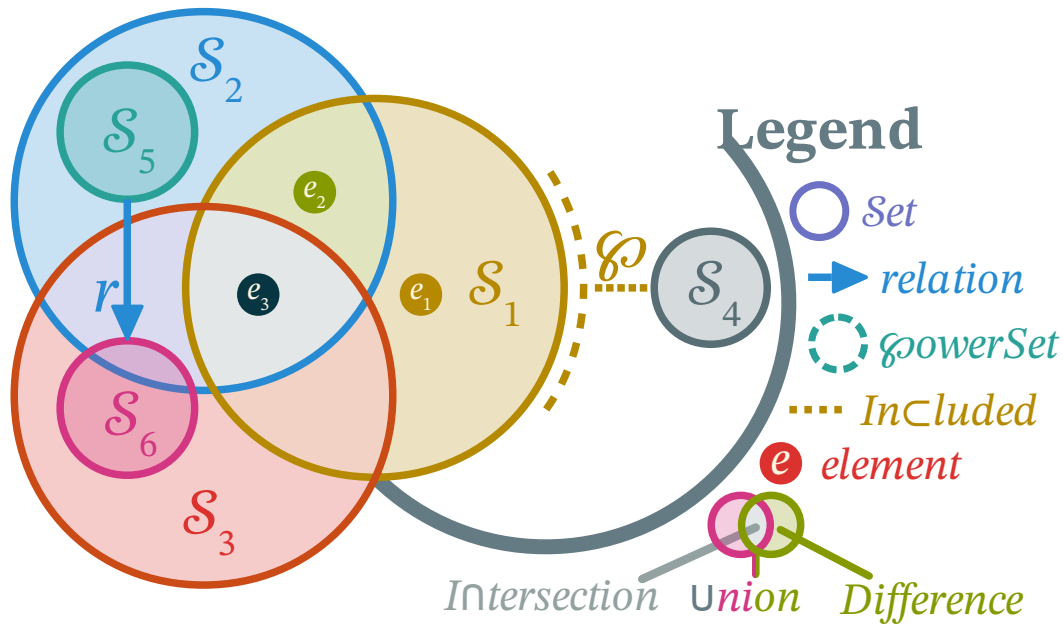 𝒮2
𝒮5
Legend
𝒮et
e2
relation
℘
r
e3
e1
𝒮1
𝒮4
℘owerSet
In⊂luded
𝒮6
e element
𝒮3
I∩tersection
∪nion
Difference